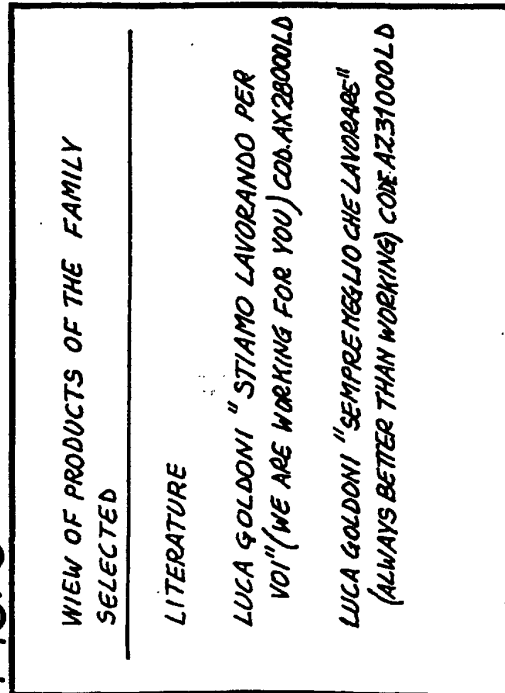 WIEW OF PRODUCTS OF THE FAMILY
SELECTED
LITERATURE
LUCA GOLDONI "STIAMO LAVORANDO PER
VOI" (WE ARE WORKING FOR YOU) COD.AX28000LD
LUCA GOLDONI "SEMPRE MEGLIO CHE LAVORARE"
(ALWAYS BETTER THAN WORKING) CODE AZ31000LD